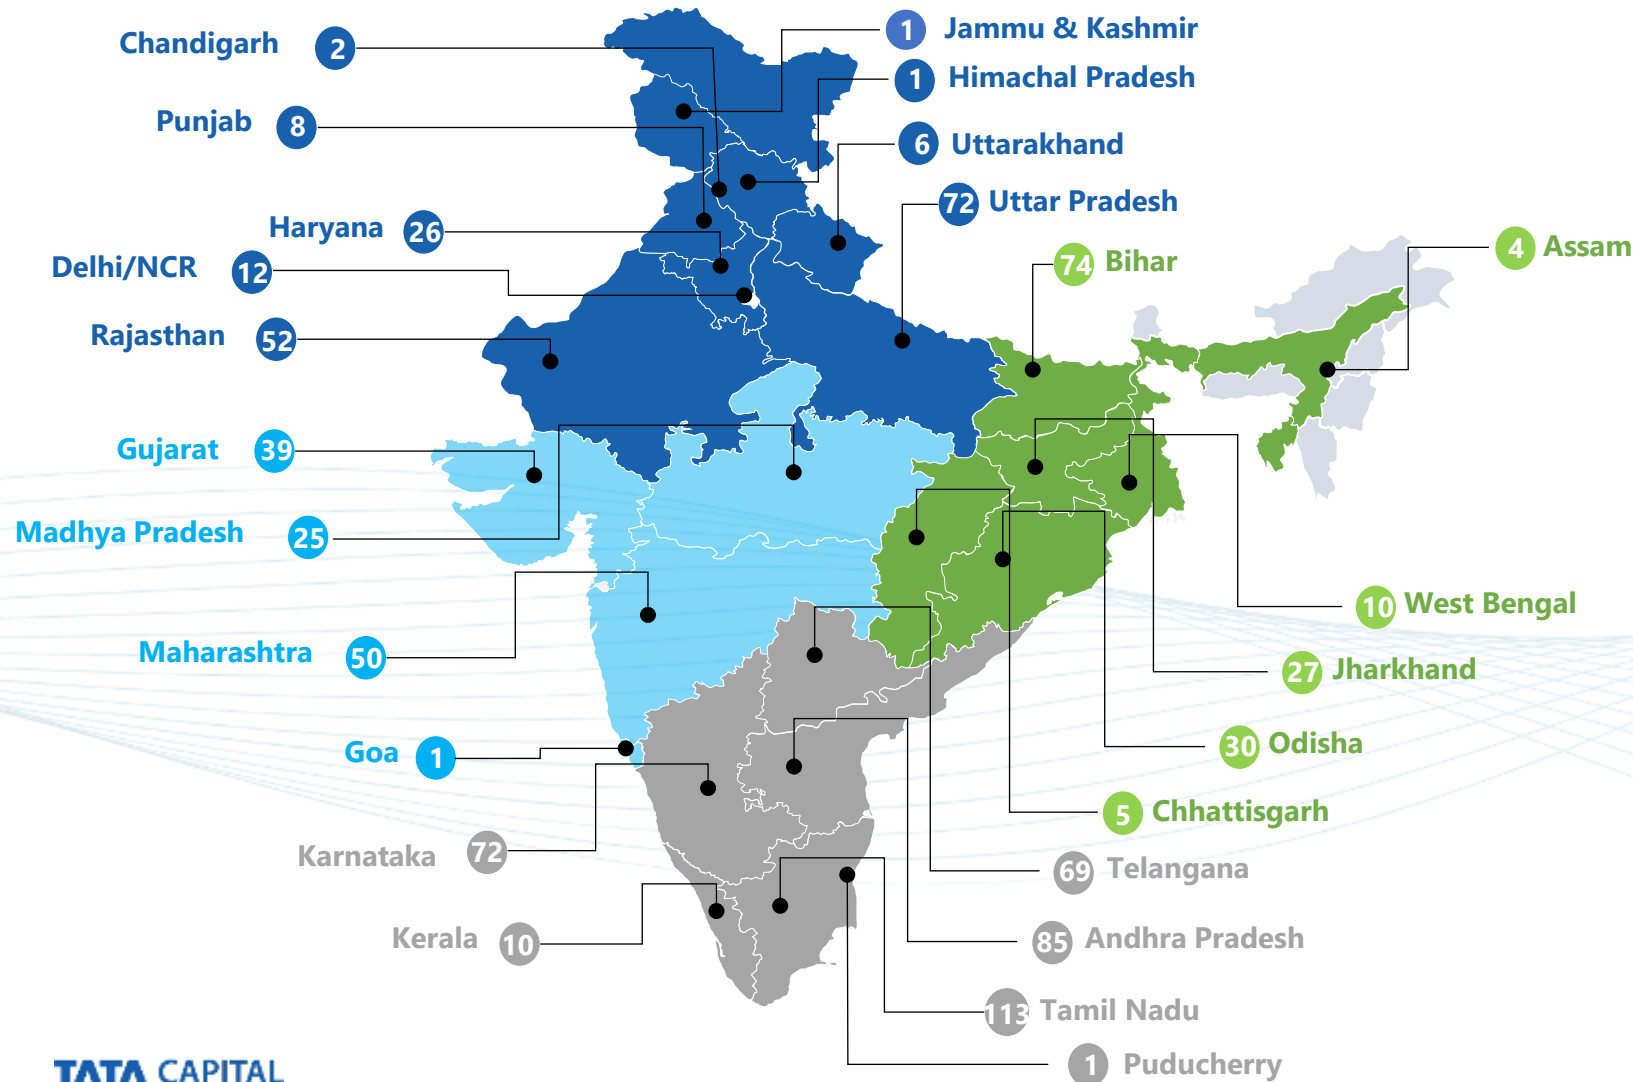 Chandigarh 2
1 Jammu & Kashmir
1 Himachal Pradesh
Punjab 8
6 Uttarakhand
72 Uttar Pradesh
Haryana 26
4 Assam
Delhi/NCR 12
74 Bihar
Rajasthan 52
Gujarat 39
Madhya Pradesh 25
10 West Bengal
Maharashtra 50
27 Jharkhand
30 Odisha
Goa 1
5 Chhattisgarh
Karnataka 72
69 Telangana
Kerala 10
85 Andhra Pradesh
113 Tamil Nadu
1 Puducherry
TATA CAPITAL